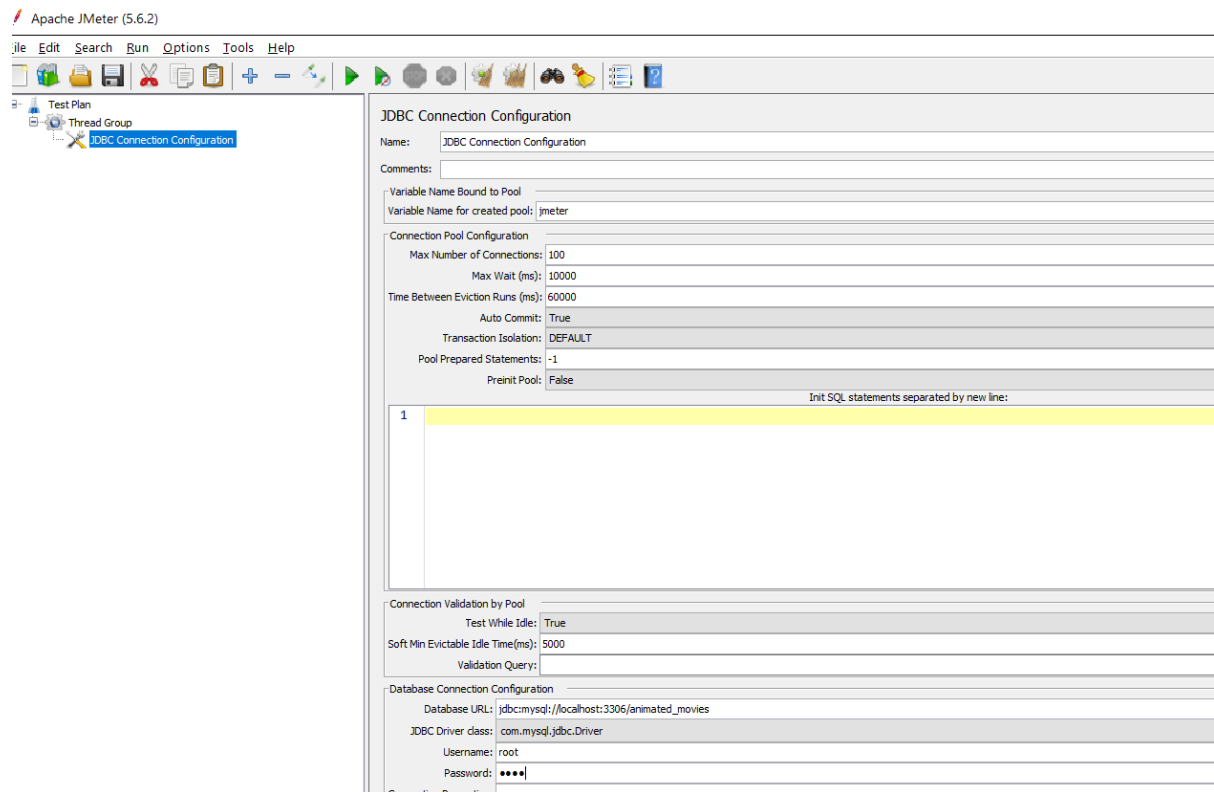 Apache JMeter (5.6.2)
ile Edit Search Run Options Tools Help
Test Plan
Thread Group
JDBC Connection Configuration
JDBC Connection Configuration
Name: JDBC Connection Configuration
Comments:
Variable Name Bound to Pool
Variable Name for created pool: jmeter
Connection Pool Configuration
Max Number of Connections: 100
Max Wait (ms): 10000
Time Between Eviction Runs (ms): 60000
Auto Commit: True
Transaction Isolation: DEFAULT
Pool Prepared Statements: -1
Preinit Pool: False
Init SQL statements separated by new line:
1
Connection Validation by Pool
Test While Idle: True
Soft Min Evictable Idle Time(ms): 5000
Validation Query:
Database Connection Configuration
Database URL: jdbc:mysql://localhost:3306/animated_movies
JDBC Driver class: com.mysql.jdbc.Driver
Username: root
Password: ••••